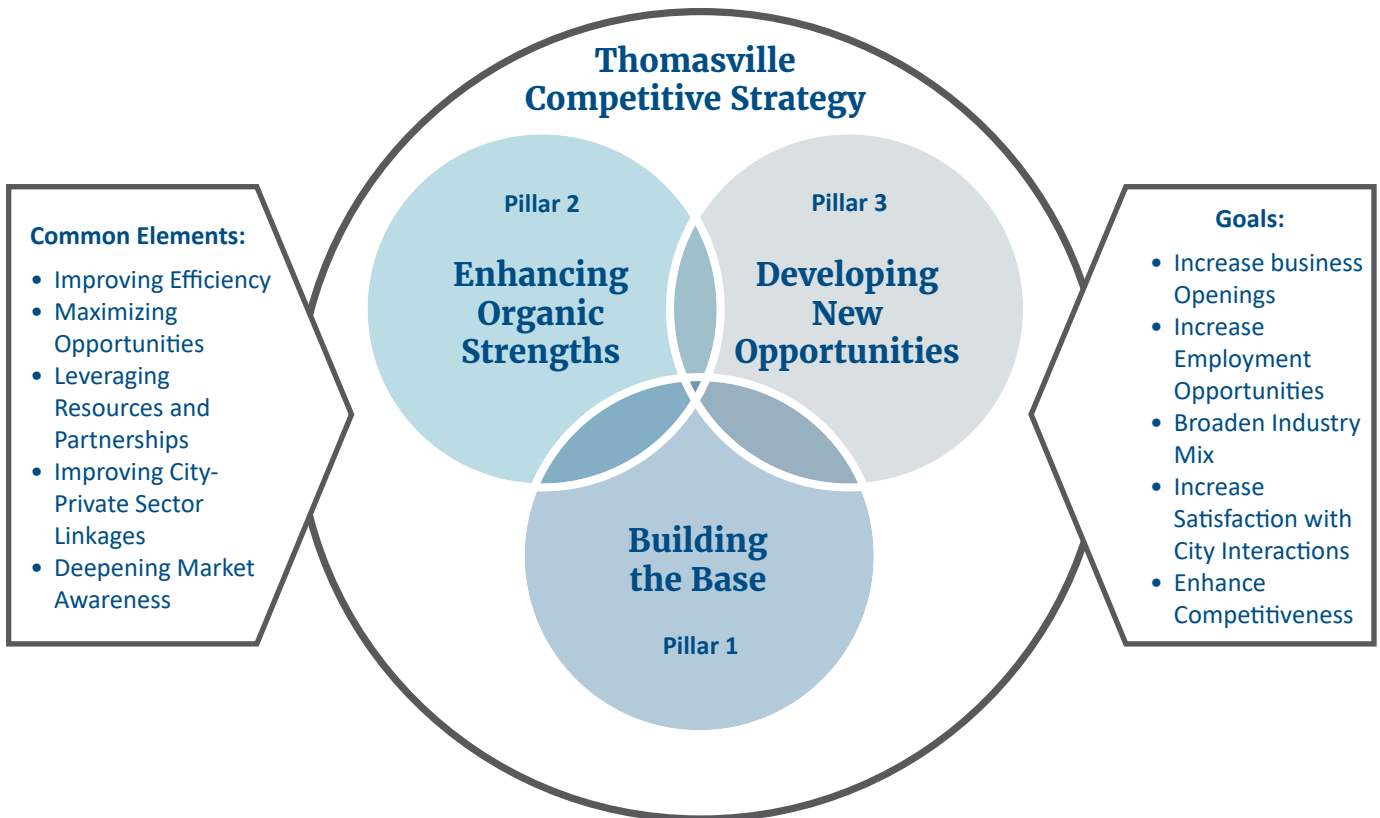 Thomasville
Competitive Strategy
Common Elements:
• Improving Efficiency
• Maximizing
Opportunities
• Leveraging
Resources and
Partnerships
• Improving City-
Private Sector
Linkages
• Deepening Market
Awareness
Pillar 2
Enhancing
Organic
Strengths
Pillar 3
Developing
New
Opportunities
Building
the Base
Pillar 1
Goals:
• Increase business
Openings
• Increase
Employment
Opportunities
• Broaden Industry
Mix
• Increase
Satisfaction with
City Interactions
• Enhance
Competitiveness